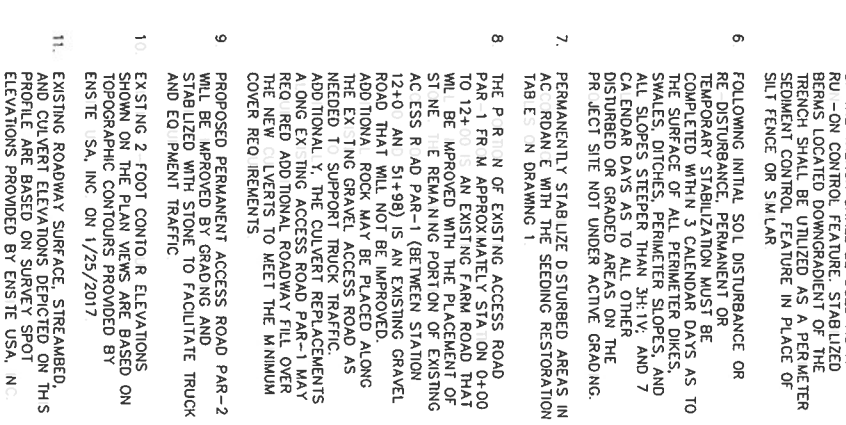 RUN-ON CONTROL FEATURE. STABILIZED
BERMS LOCATED DOWNGRADIENT OF THE
TRENCH SHALL BE UTILIZED AS A PERIMETER
SEDIMENT CONTROL FEATURE IN PLACE OF
SILT FENCE OR SIMILAR
6 FOLLOWING INITIAL SOIL DISTURBANCE OR
RE-DISTURBANCE, PERMANENT OR
TEMPORARY STABILIZATION MUST BE
COMPLETED WITHIN 3 CALENDAR DAYS AS TO
THE SURFACE OF ALL PERIMETER DIKES,
SWALES, DITCHES, PERIMETER SLOPES, AND
ALL SLOPES STEEPER THAN 3H:1V; AND 7
CALENDAR DAYS AS TO ALL OTHER
DISTURBED OR GRADED AREAS ON THE
PROJECT SITE NOT UNDER ACTIVE GRADING.
7. PERMANENTLY STABILIZE DISTURBED AREAS IN
ACCORDANCE WITH THE SEEDING RESTORATION
TABLES ON DRAWING 1.
8 THE PORTION OF EXISTING ACCESS ROAD
PAR-1 FROM APPROXIMATELY STATION 0+00
TO 12+00 IS AN EXISTING FARM ROAD THAT
WILL BE IMPROVED WITH THE PLACEMENT OF
STONE. THE REMAINING PORTION OF EXISTING
ACCESS ROAD PAR-1 (BETWEEN STATION
12+00 AND 51+98) IS AN EXISTING GRAVEL
ROAD THAT WILL NOT BE IMPROVED.
ADDITIONAL ROCK MAY BE PLACED ALONG
THE EXISTING GRAVEL ACCESS ROAD AS
NEEDED TO SUPPORT TRUCK TRAFFIC.
ADDITIONALLY, THE CULVERT REPLACEMENTS
ALONG EXISTING ACCESS ROAD PAR-1 MAY
REQUIRED ADDITIONAL ROADWAY FILL OVER
THE NEW CULVERTS TO MEET THE MINIMUM
COVER REQUIREMENTS
9 PROPOSED PERMANENT ACCESS ROAD PAR-2
WILL BE IMPROVED BY GRADING AND
STABILIZED WITH STONE TO FACILITATE TRUCK
AND EQUIPMENT TRAFFIC
10. EXISTING 2-FOOT CONTOUR ELEVATIONS
SHOWN ON THE PLAN VIEWS ARE BASED ON
TOPOGRAPHIC CONTOURS PROVIDED BY
ENSITE USA, INC. ON 1/25/2017
11. EXISTING ROADWAY SURFACE, STREAMBED,
AND CULVERT ELEVATIONS DEPICTED ON THIS
PROFILE ARE BASED ON SURVEY SPOT
ELEVATIONS PROVIDED BY ENSITE USA, INC.